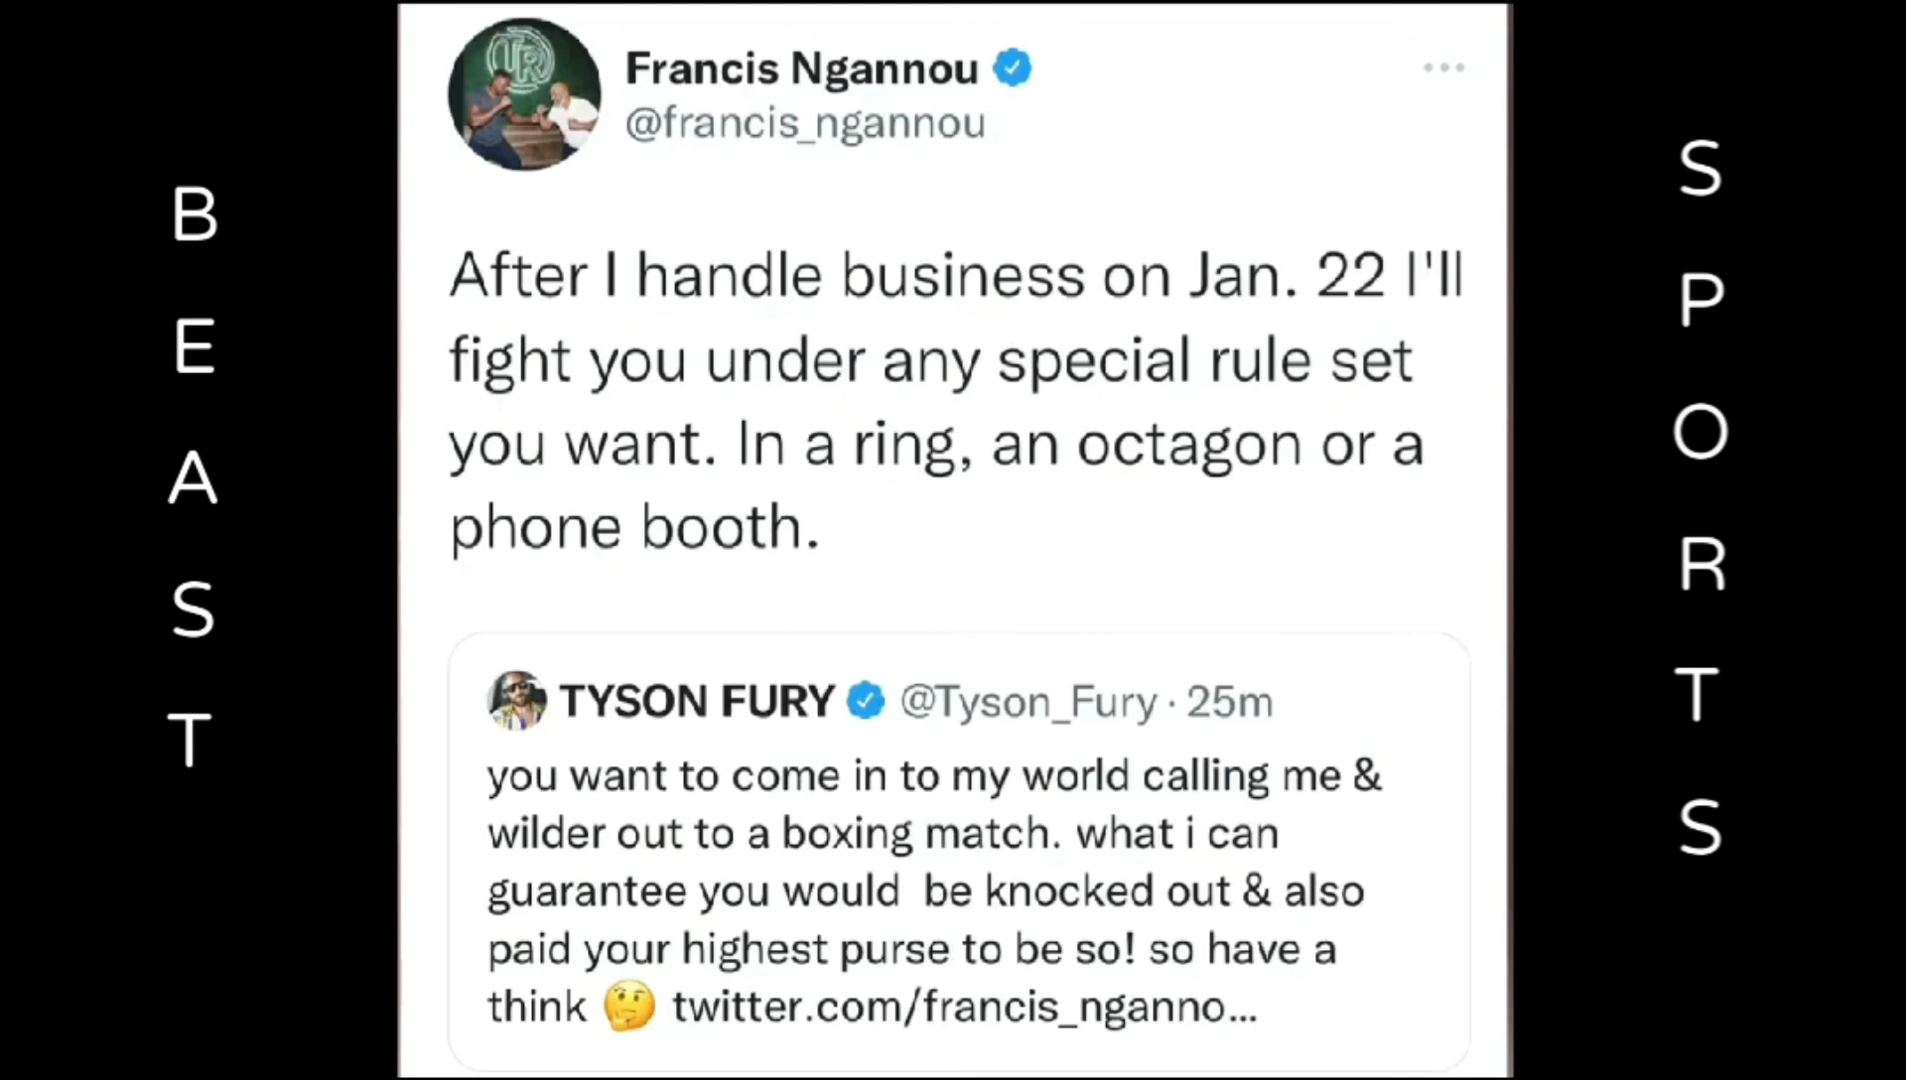 B
E
A
S
T
Francis Ngannou
@francis_ngannou
After I handle business on Jan. 22 I'll
fight you under any special rule set
you want. In a ring, an octagon or a
phone booth.
TYSON FURY @Tyson_Fury · 25m
you want to come in to my world calling me &
wilder out to a boxing match. what i can
guarantee you would be knocked out & also
paid your highest purse to be so! so have a
think 🤔 twitter.com/francis_nganno...
S
P
O
R
T
S